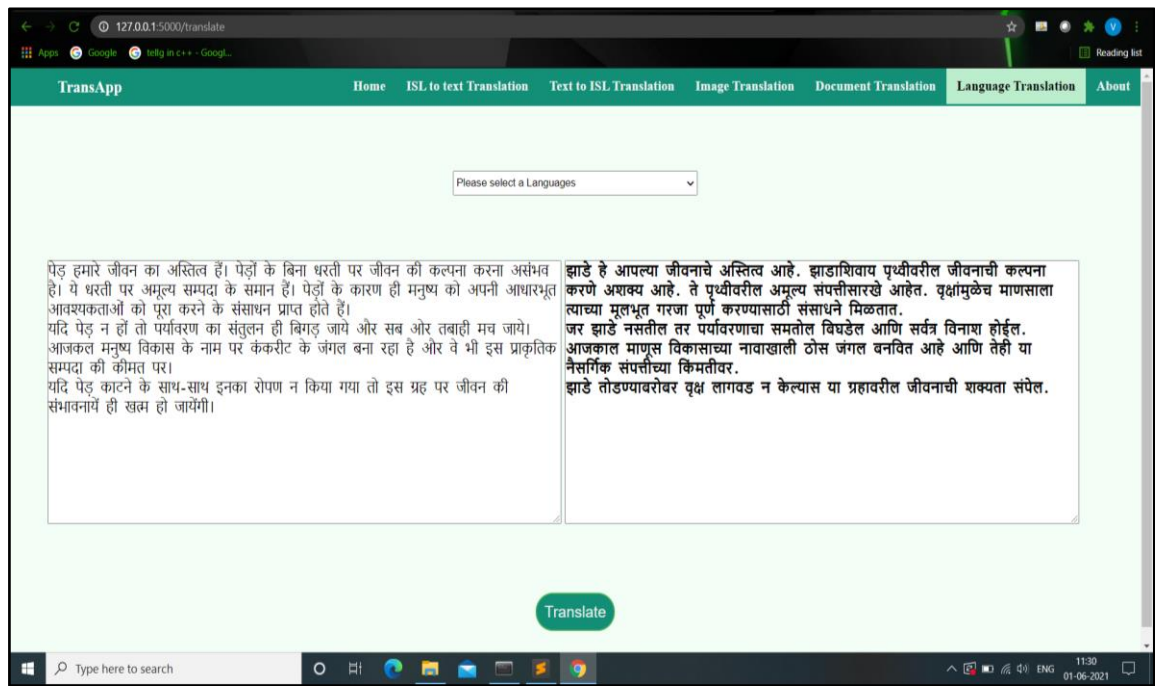 127.0.0.1:5000/translate
Apps Google tellg in c++ - Googl...
Reading list
TransApp Home ISL to text Translation Text to ISL Translation Image Translation Document Translation Language Translation About
Please select a Languages
पेड़ हमारे जीवन का अस्तित्व हैं। पेड़ों के बिना धरती पर जीवन की कल्पना करना असंभव
है। ये धरती पर अमूल्य सम्पदा के समान हैं। पेड़ों के कारण ही मनुष्य को अपनी आधारभूत
आवश्यकताओं को पूरा करने के संसाधन प्राप्त होते हैं।
यदि पेड़ न हों तो पर्यावरण का संतुलन ही बिगड़ जाये और सब ओर तबाही मच जाये।
आजकल मनुष्य विकास के नाम पर कंकरीट के जंगल बना रहा है और वे भी इस प्राकृतिक
सम्पदा की कीमत पर।
यदि पेड़ काटने के साथ-साथ इनका रोपण न किया गया तो इस ग्रह पर जीवन की
संभावनायें ही खत्म हो जायेंगी।
झाडे हे आपल्या जीवनाचे अस्तित्व आहे. झाडाशिवाय पृथ्वीवरील जीवनाची कल्पना
करणे अशक्य आहे. ते पृथ्वीवरील अमूल्य संपत्तीसारखे आहेत. वृक्षांमुळेच माणसाला
त्याच्या मूलभूत गरजा पूर्ण करण्यासाठी संसाधने मिळतात.
जर झाडे नसतील तर पर्यावरणाचा समतोल बिघडेल आणि सर्वत्र विनाश होईल.
आजकाल माणूस विकासाच्या नावाखाली ठोस जंगल बनवित आहे आणि तेही या
नैसर्गिक संपत्तीच्या किंमतीवर.
झाडे तोडण्याबरोबर वृक्ष लागवड न केल्यास या ग्रहावरील जीवनाची शक्यता संपेल.
Translate
Type here to search
ENG
11:30
01-06-2021
V